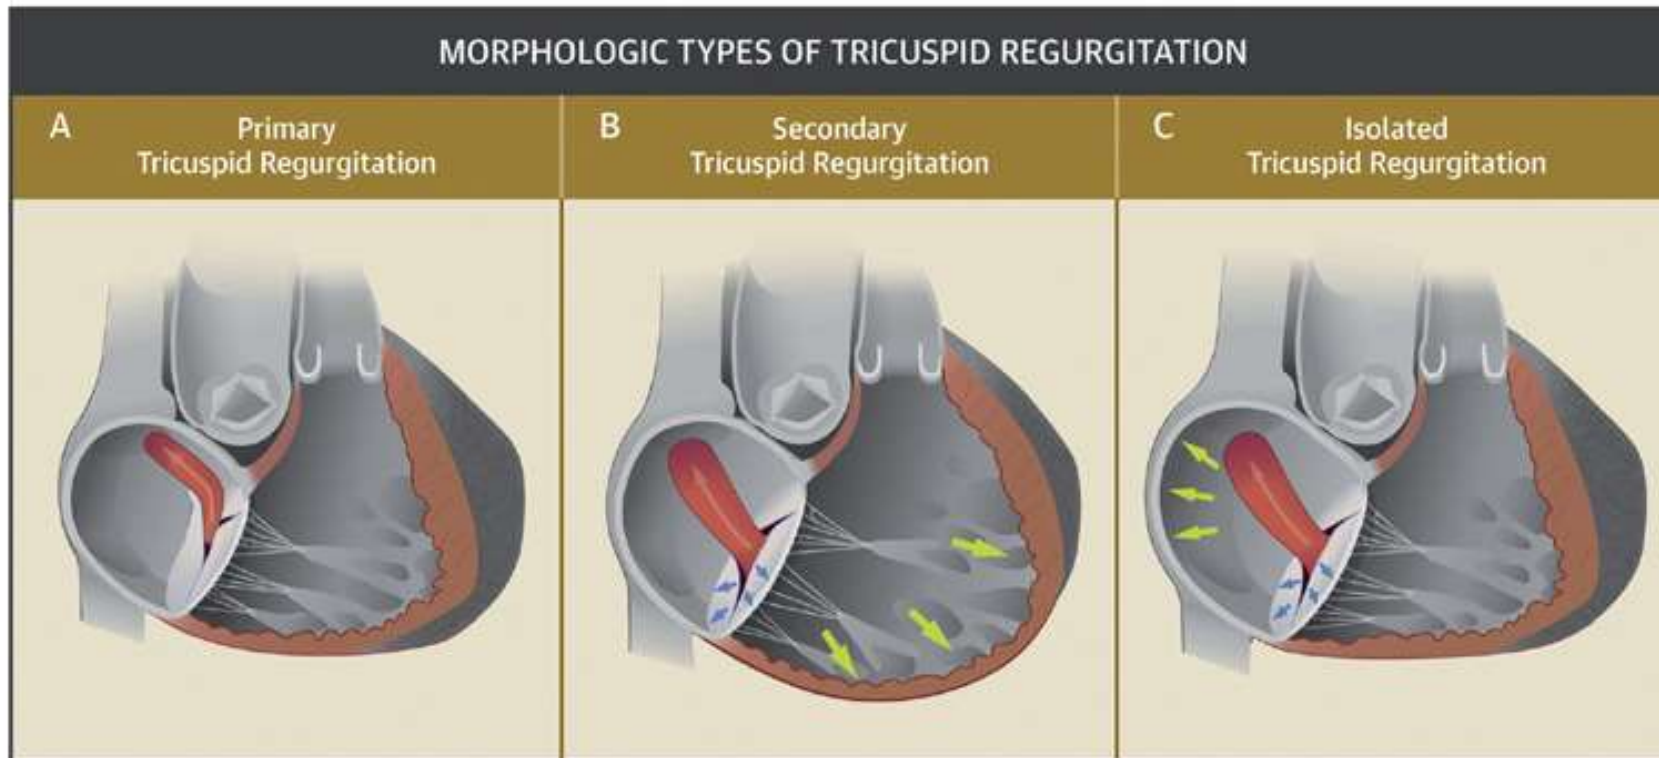 MORPHOLOGIC TYPES OF TRICUSPID REGURGITATION
A
Primary
Tricuspid Regurgitation
B
Secondary
Tricuspid Regurgitation
C
Isolated
Tricuspid Regurgitation